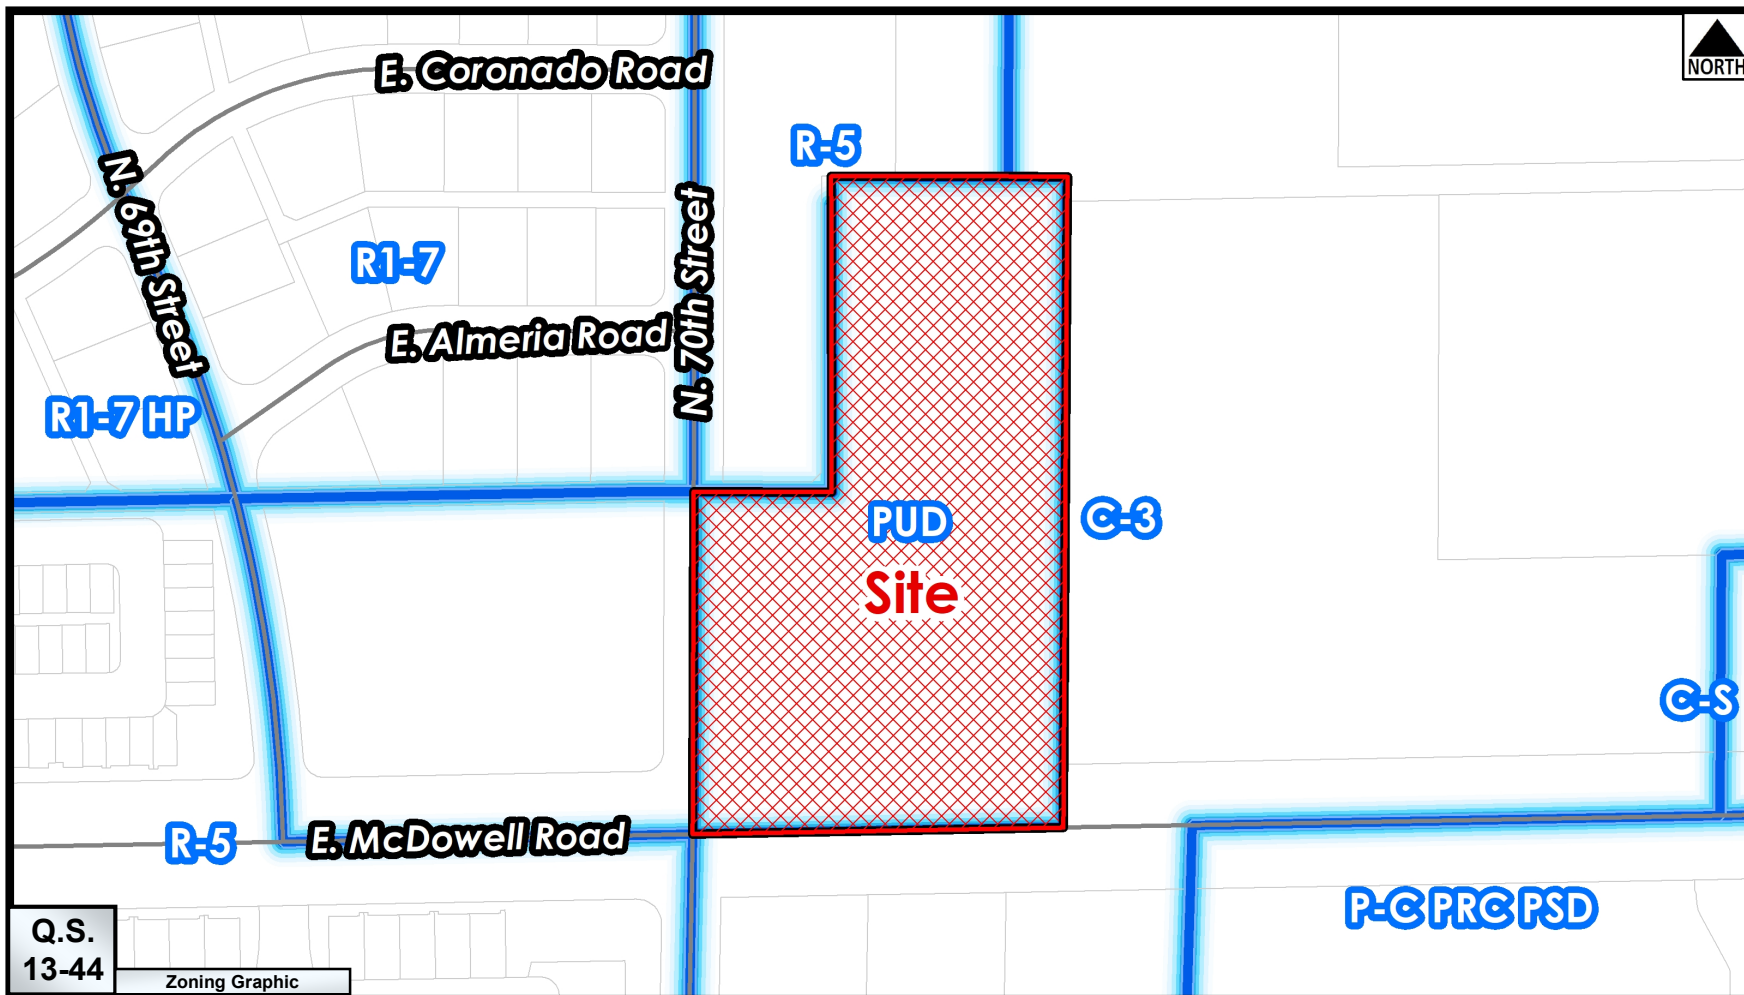 NORTH
E. Coronado Road
R-5
N. 69th Street
N. 70th Street
R1-7
E. Almeria Road
R1-7 HP
PUD
C-3
Site
C-S
R-5
E. McDowell Road
P-C PRC PSD
Q.S.
13-44
Zoning Graphic